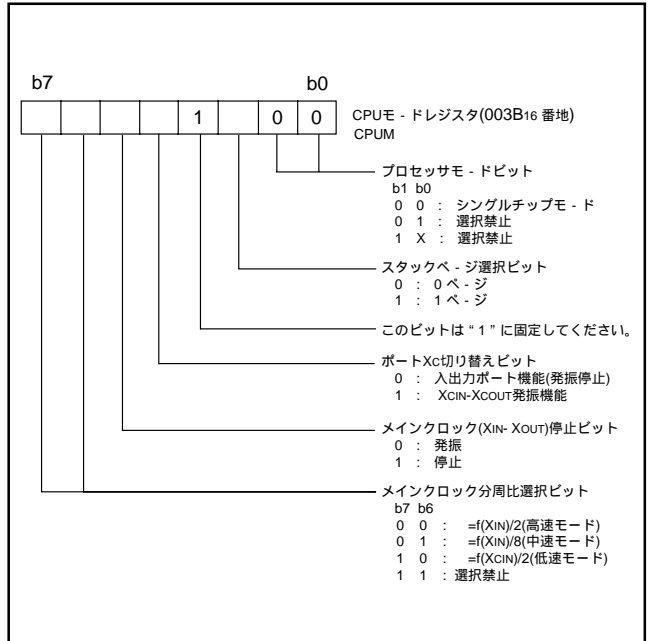 b7 b0
1 0 0 CPUモ - ドレジスタ(003B16 番地)
CPUM
プロセッサモ - ドビット
b1 b0
0 0 : シングルチップモ - ド
0 1 : 選択禁止
1 X : 選択禁止
スタックペ - ジ選択ビット
0 : 0 ペ - ジ
1 : 1 ペ - ジ
このビットは “ 1 ” に固定してください。
ポートXC切り替えビット
0 : 入出力ポート機能(発振停止)
1 : XCIN-XCOUT発振機能
メインクロック(XIN- XOUT)停止ビット
0 : 発振
1 : 停止
メインクロック分周比選択ビット
b7 b6
0 0 : =f(XIN)/2(高速モード)
0 1 : =f(XIN)/8(中速モード)
1 0 : =f(XCIN)/2(低速モード)
1 1 : 選択禁止